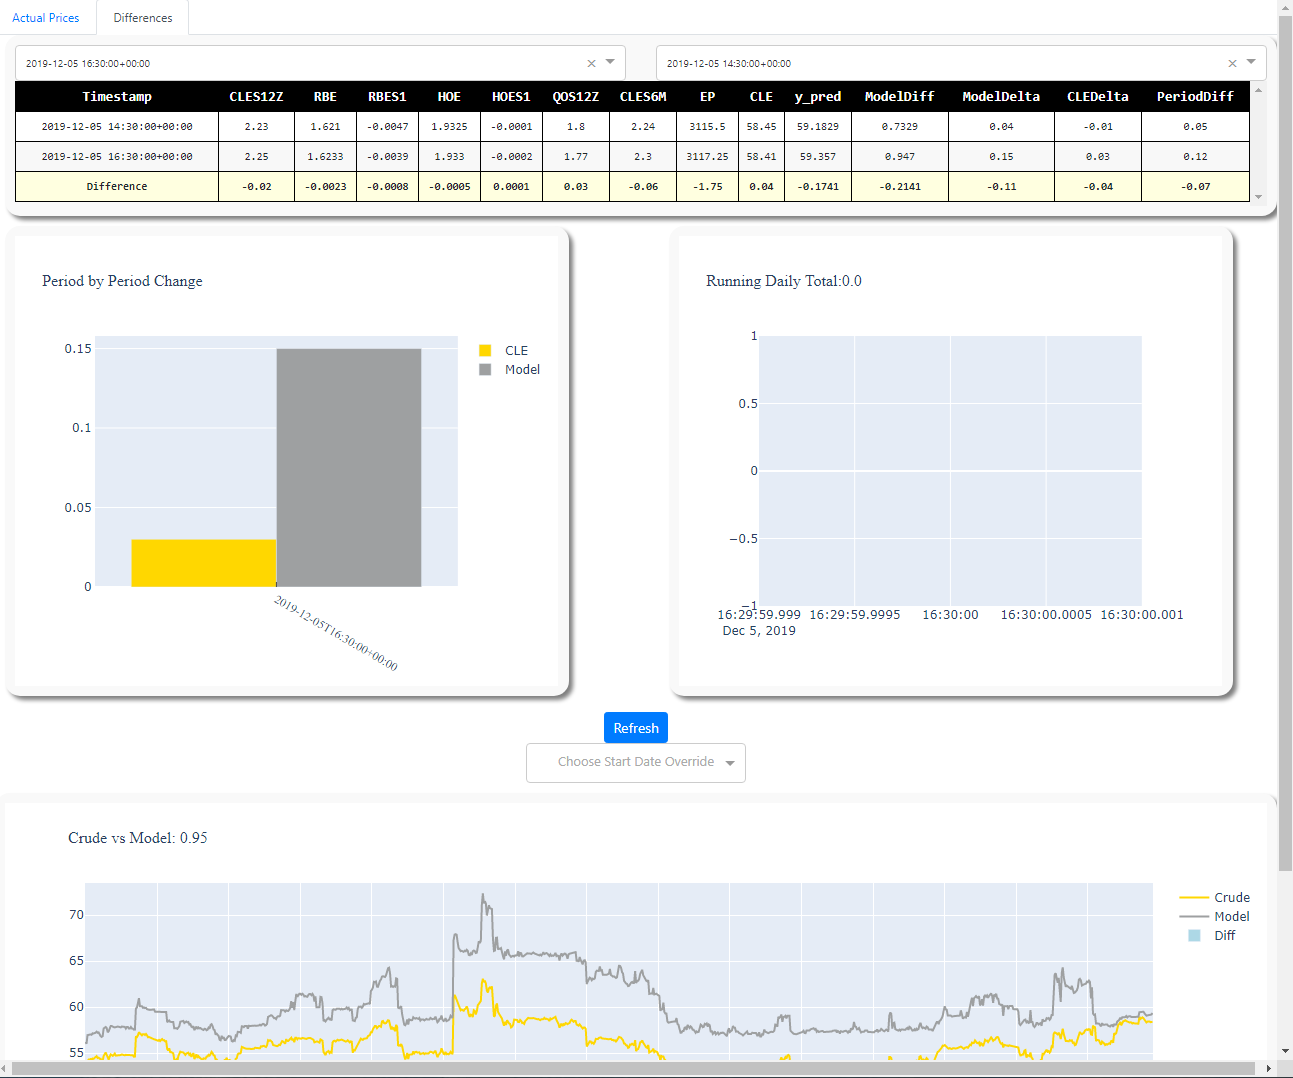 Actual Prices Differences
2019-12-05 16:30:00+00:00 × 2019-12-05 14:30:00+00:00 ×
Timestamp CLES12Z RBE RBES1 HOE HOES1 QOS12Z CLES6M EP CLE y_pred ModelDiff ModelDelta CLEDelta PeriodDiff
2019-12-05 14:30:00+00:00 2.23 1.621 -0.0047 1.9325 -0.0001 1.8 2.24 3115.5 58.45 59.1829 0.7329 0.04 -0.01 0.05
2019-12-05 16:30:00+00:00 2.25 1.6233 -0.0039 1.933 -0.0002 1.77 2.3 3117.25 58.41 59.357 0.947 0.15 0.03 0.12
Difference -0.02 -0.0023 -0.0008 -0.0005 0.0001 0.03 -0.06 -1.75 0.04 -0.1741 -0.2141 -0.11 -0.04 -0.07
Period by Period Change
0.15
0.1
0.05
0
2019-12-05T16:30:00+00:00
CLE
Model
Running Daily Total:0.0
1
0.5
0
−0.5
−1
16:29:59.999 16:29:59.9995 16:30:00 16:30:00.0005 16:30:00.001
Dec 5, 2019
Refresh
Choose Start Date Override
Crude vs Model: 0.95
70
65
60
55
Crude
Model
Diff